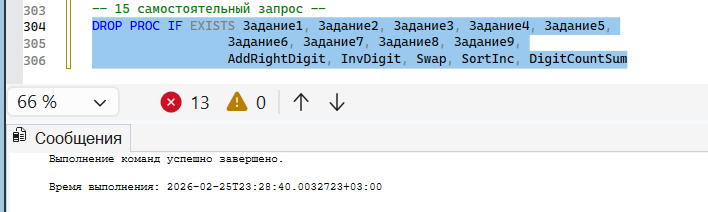 303
-- 15 самостоятельный запрос --
304 DROP PROC IF EXISTS Задание1, Задание2, Задание3, Задание4, Задание5,
305 Задание6, Задание7, Задание8, Задание9,
306 AddRightDigit, InvDigit, Swap, SortInc, DigitCountSum
66 % 13 0
Сообщения
Выполнение команд успешно завершено.
Время выполнения: 2026-02-25T23:28:40.0032723+03:00